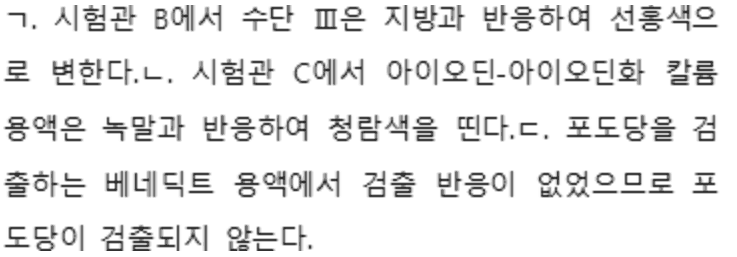 ㄱ. 시험관 B에서 수단 Ⅲ은 지방과 반응하여 선홍색으
로 변한다.ㄴ. 시험관 C에서 아이오딘-아이오딘화 칼륨
용액은 녹말과 반응하여 청람색을 띤다.ㄷ. 포도당을 검
출하는 베네딕트 용액에서 검출 반응이 없었으므로 포
도당이 검출되지 않는다.